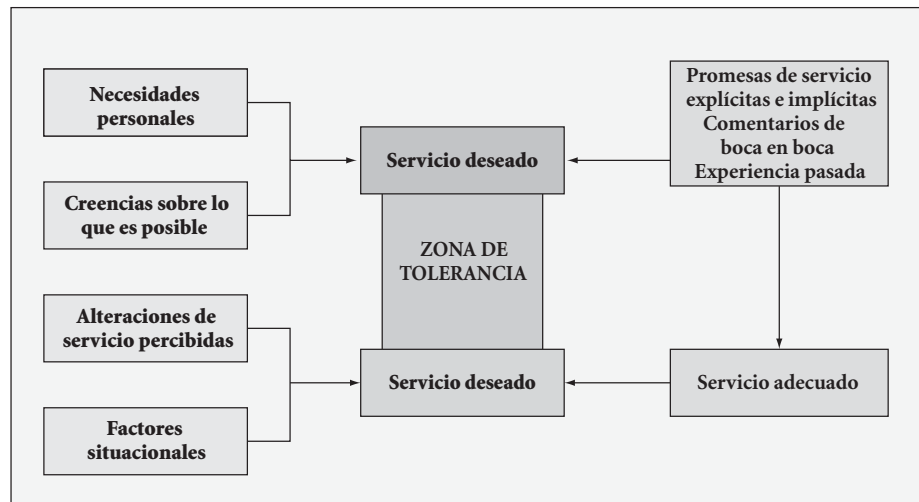 Necesidades
personales
Creencias sobre lo
que es posible
Alteraciones de
servicio percibidas
Factores
situacionales
Servicio deseado
ZONA DE
TOLERANCIA
Servicio deseado
Promesas de servicio
explícitas e implícitas
Comentarios de
boca en boca
Experiencia pasada
Servicio adecuado